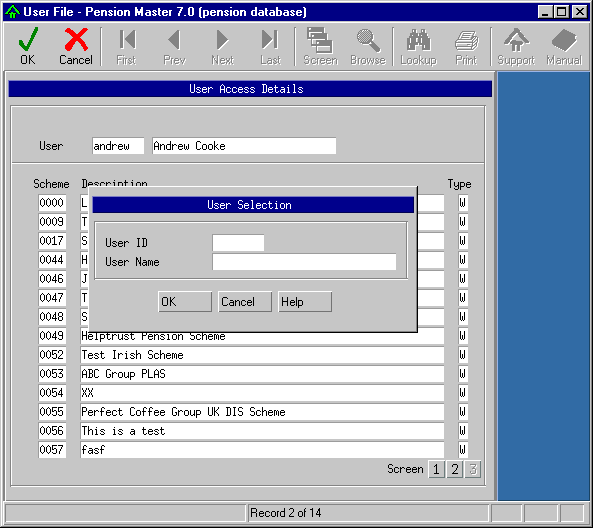 User File - Pension Master 7.0 (pension database)
OK Cancel First Prev Next Last Screen Browse Lookup Print Support Manual
User Access Details
User andrew Andrew Cooke
Scheme Description Type
0000 L W
0009 T W
0017 S W
0044 H W
0046 J W
0047 T W
0048 S W
User Selection
User ID
User Name
OK Cancel Help
0049 Helptrust Pension Scheme W
0052 Test Irish Scheme W
0053 ABC Group PLAS W
0054 XX W
0055 Perfect Coffee Group UK DIS Scheme W
0056 This is a test W
0057 fasf W
Screen 1 2 3
Record 2 of 14